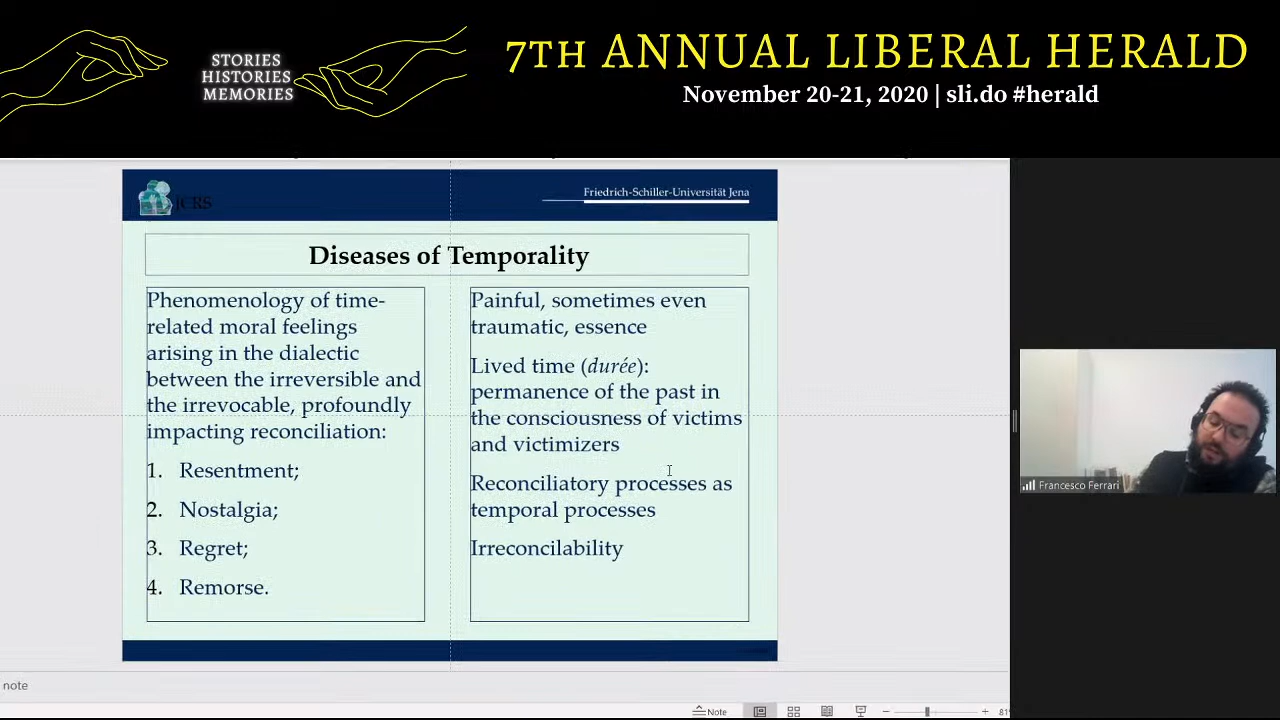 STORIES
HISTORIES
MEMORIES
7TH ANNUAL LIBERAL HERALD
November 20-21, 2020 | sli.do #herald
JCRS
Friedrich-Schiller-Universität Jena
Diseases of Temporality
Phenomenology of time-
related moral feelings
arising in the dialectic
between the irreversible and
the irrevocable, profoundly
impacting reconciliation:
1. Resentment;
2. Nostalgia;
3. Regret;
4. Remorse.
Painful, sometimes even
traumatic, essence
Lived time (durée):
permanence of the past in
the consciousness of victims
and victimizers
Reconciliatory processes as
temporal processes
Irreconcilability
Francesco Ferrari
note
Note